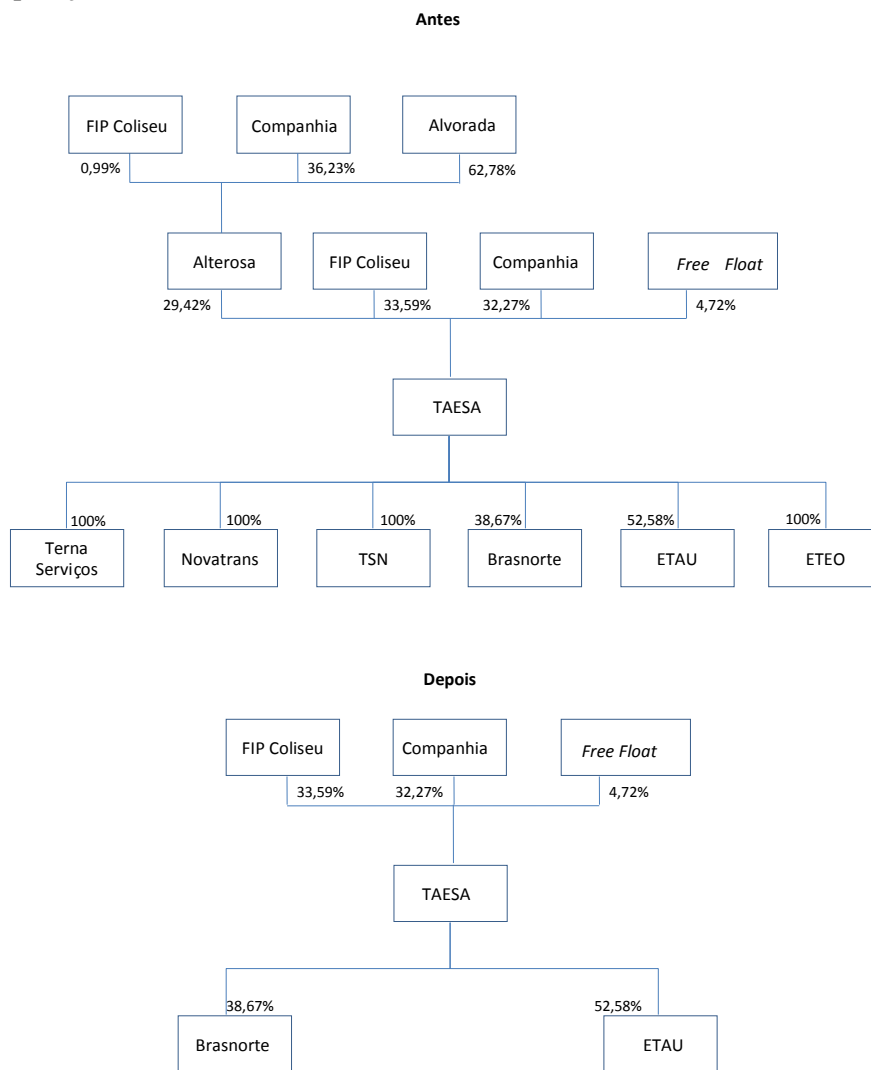 Antes
FIP Coliseu
Companhia
Alvorada
0,99%
36,23%
62,78%
Alterosa
FIP Coliseu
Companhia
Free Float
29,42%
33,59%
32,27%
4,72%
TAESA
100%
100%
100%
38,67%
52,58%
100%
Terna
Serviços
Novatrans
TSN
Brasnorte
ETAU
ETEO
Depois
FIP Coliseu
Companhia
Free Float
33,59%
32,27%
4,72%
TAESA
38,67%
52,58%
Brasnorte
ETAU